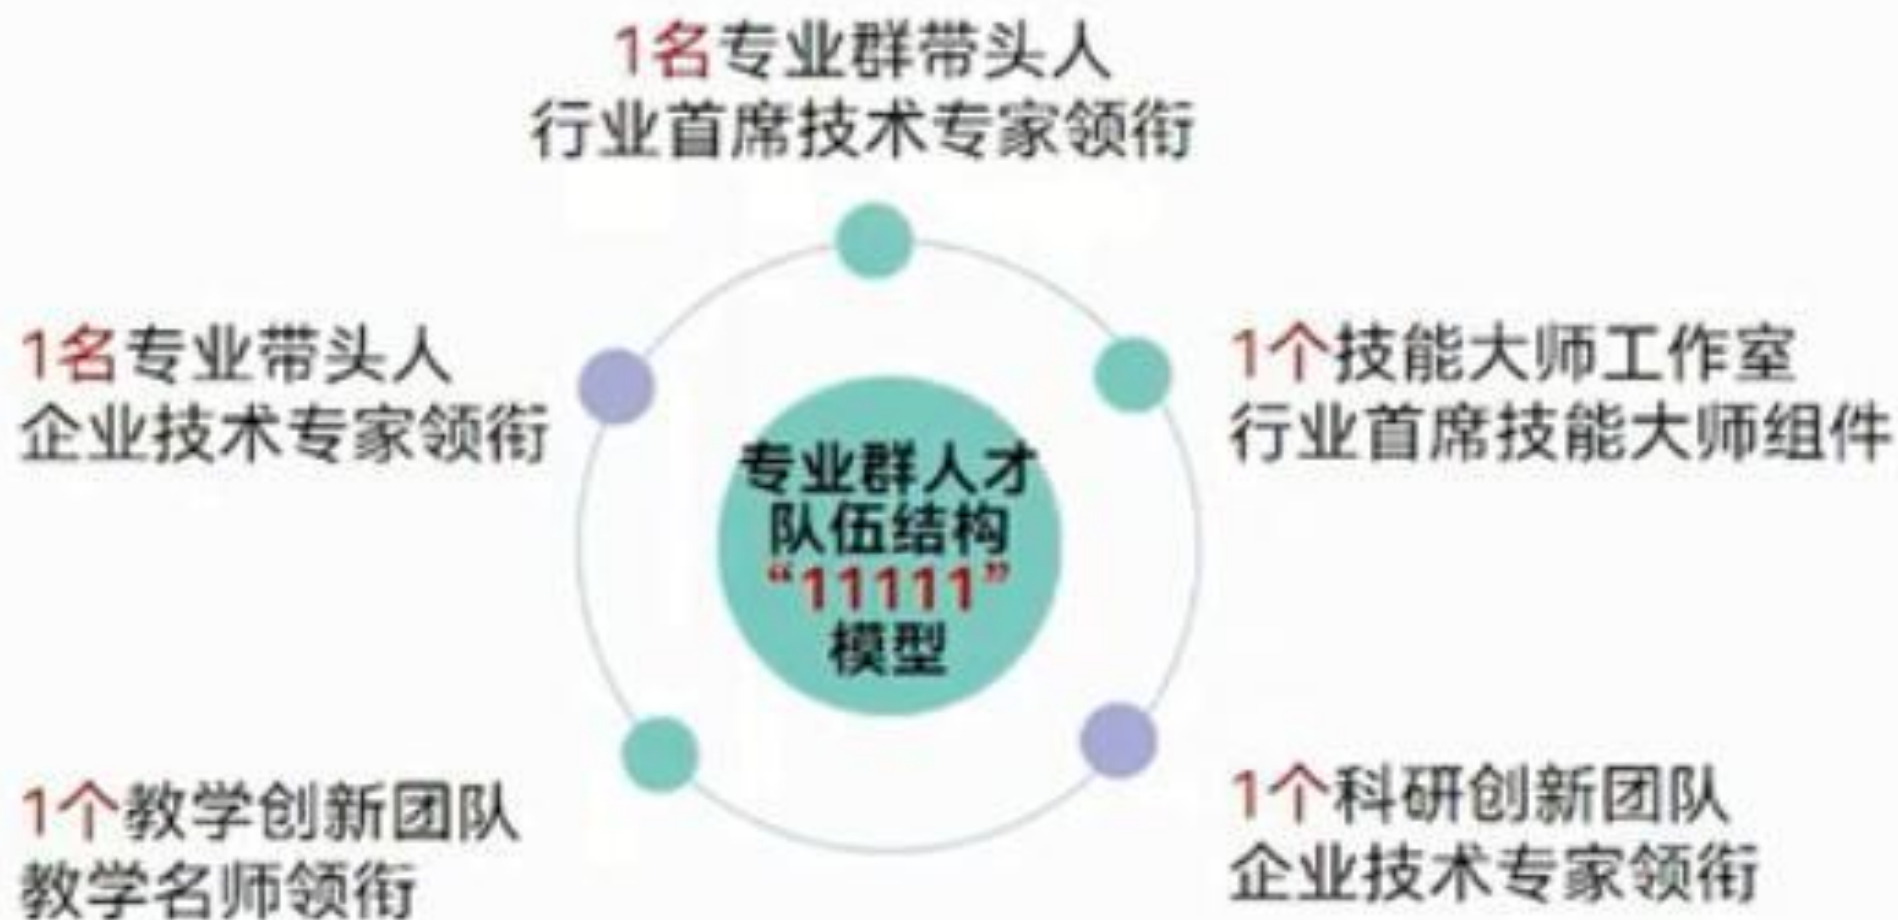 1名专业群带头人
行业首席技术专家领衔
1名专业带头人
企业技术专家领衔
1个技能大师工作室
行业首席技能大师组件
专业群人才
队伍结构
“11111”
模型
1个教学创新团队
教学名师领衔
1个科研创新团队
企业技术专家领衔